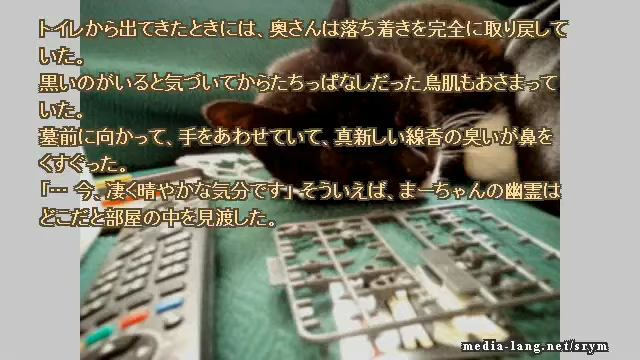 トイレから出てきたときには、奥さんは落ち着きを完全に取り戻して
いた。
黒いのがいると気づいてからたちっぱなしだった鳥肌もおさまって
いた。
墓前に向かって、手をあわせていて、真新しい線香の臭いが鼻を
くすぐった。
「… 今、凄く晴やかな気分です」 そういえば、まーちゃんの幽霊は
どこだと部屋の中を見渡した。
media-lang.net/srym